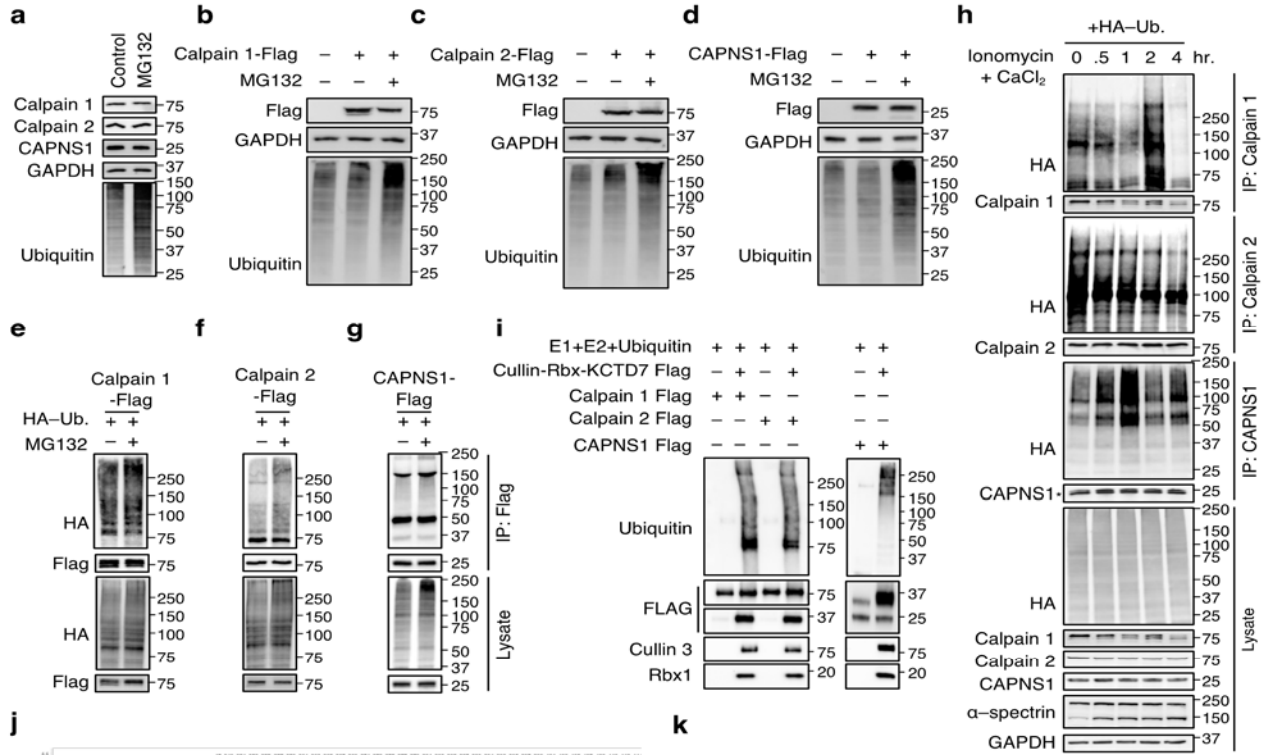 a
Control
MG132
Calpain 1
75
Calpain 2
75
CAPNS1
25
GAPDH
37
150
100
75
50
37
25
Ubiquitin
b
Calpain 1-Flag − + +
MG132 +
Flag
75
GAPDH
37
250
150
100
75
50
37
25
Ubiquitin
c
Calpain 2-Flag − + +
MG132 +
Flag
75
GAPDH
37
250
150
100
75
50
37
25
Ubiquitin
d
CAPNS1-Flag − + +
MG132 +
Flag
25
GAPDH
37
250
150
100
75
50
37
25
Ubiquitin
e
Calpain 1
-Flag
HA–Ub. + +
MG132 − +
250
150
100
75
HA
Flag
75
250
150
100
75
HA
Flag
75
f
Calpain 2
-Flag
+ +
− +
250
150
100
75
75
250
150
100
75
75
g
CAPNS1-
Flag
+ +
− +
250
150
100
75
50
37
25
250
150
100
75
50
37
25
IP: Flag
Lysate
h
+HA–Ub.
Ionomycin 0 .5 1 2 4 hr.
+ CaCl₂
250
150
100
75
HA
Calpain 1
75
IP: Calpain 1
250
150
100
75
HA
Calpain 2
75
IP: Calpain 2
250
150
100
75
50
37
25
HA
CAPNS1*
25
IP: CAPNS1
250
150
100
75
50
37
25
HA
Calpain 1
75
Calpain 2
75
CAPNS1
25
α–spectrin
250
150
GAPDH
37
Lysate
i
E1+E2+Ubiquitin + + + + + +
Cullin-Rbx-KCTD7 Flag − + − + − +
Calpain 1 Flag + + − −
Calpain 2 Flag − − + +
CAPNS1 Flag + +
Ubiquitin
250
150
100
75
250
150
100
75
50
37
FLAG
75
37
37
25
Cullin 3
75
75
Rbx1
20
20
j
k